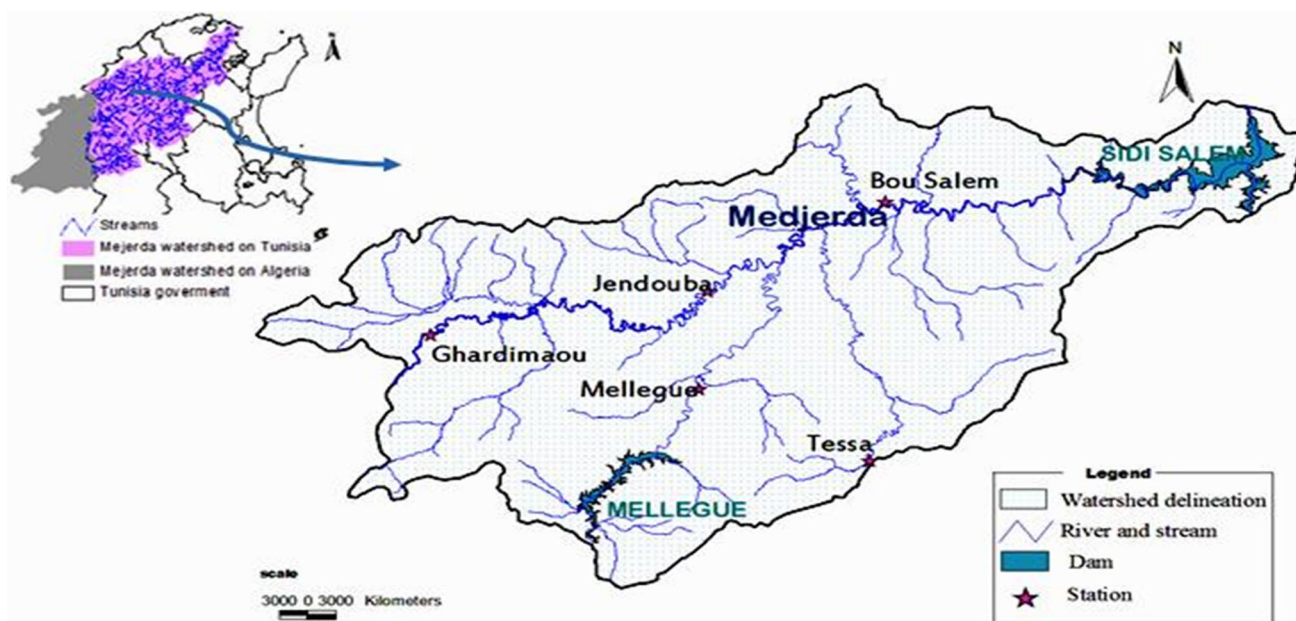 N
Streams
Mejerda watershed on Tunisia
Mejerda watershed on Algeria
Tunisia goverment
SIDI SALEM
Bou Salem
Medjerda
Jendouba
Ghardimaou
Mellegue
Tessa
MELLEGUE
scale
3000 0 3000 Kilometers
Legend
Watershed delineation
River and stream
Dam
Station